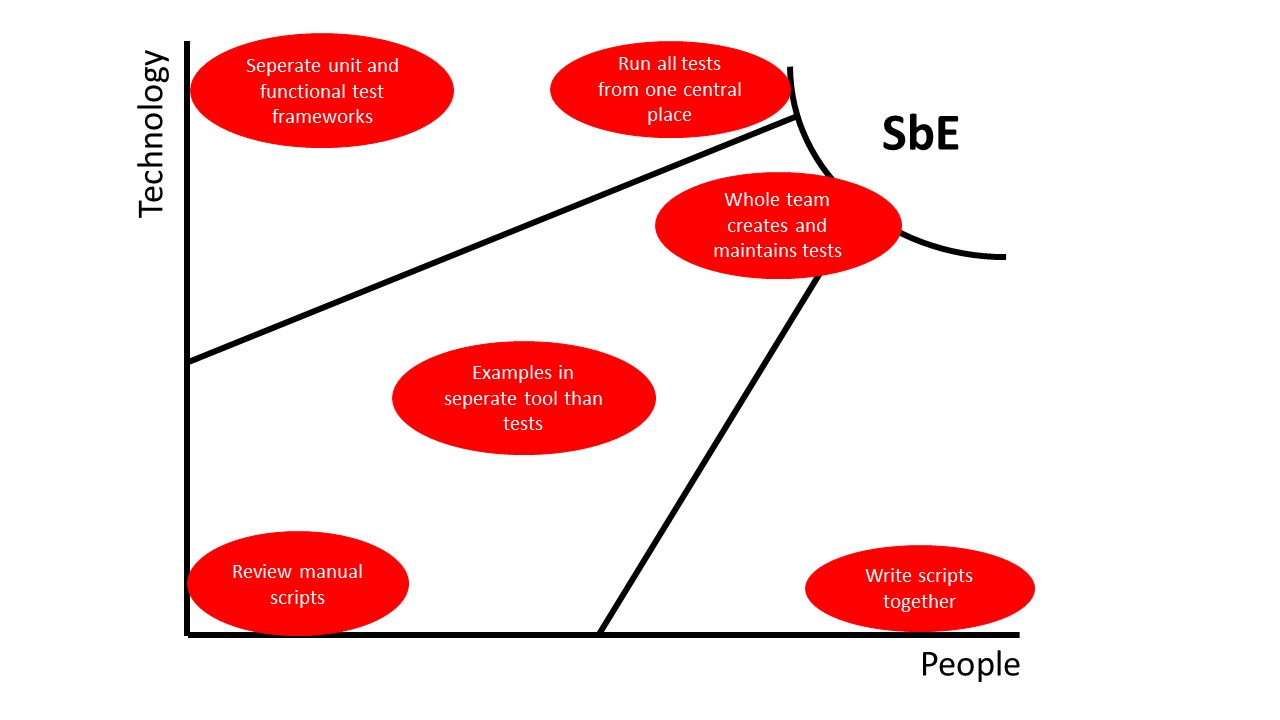 Technology
Seperate unit and
functional test
frameworks
Run all tests
from one central
place
SbE
Whole team
creates and
maintains tests
Examples in
seperate tool than
tests
Review manual
scripts
Write scripts
together
People